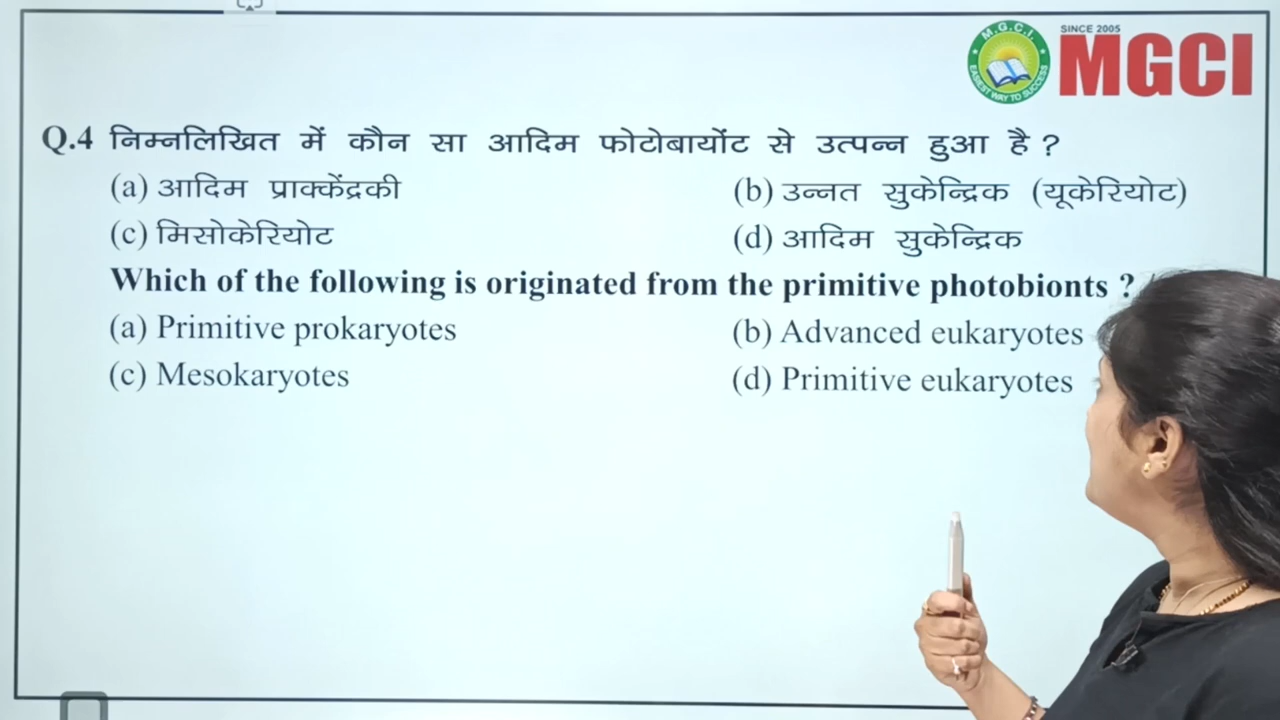 M.G.C.I.
EASIEST WAY TO SUCCESS
SINCE 2005
MGCI
Q.4 निम्नलिखित में कौन सा आदिम फोटोबायोंट से उत्पन्न हुआ है ?
(a) आदिम प्राक्केंद्रकी (b) उन्नत सुकेन्द्रिक (यूकेरियोट)
(c) मिसोकेरियोट (d) आदिम सुकेन्द्रिक
Which of the following is originated from the primitive photobionts ?
(a) Primitive prokaryotes (b) Advanced eukaryotes
(c) Mesokaryotes (d) Primitive eukaryotes